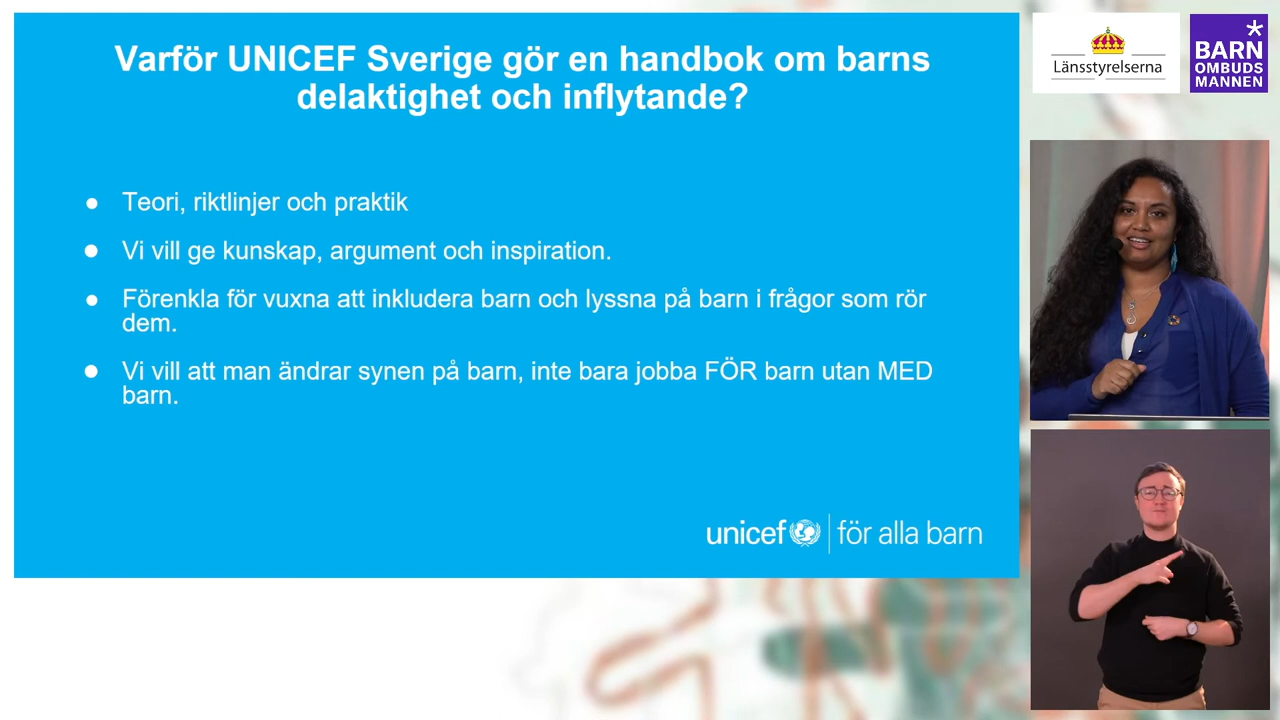 Varför UNICEF Sverige gör en handbok om barns
delaktighet och inflytande?
● Teori, riktlinjer och praktik
● Vi vill ge kunskap, argument och inspiration.
● Förenkla för vuxna att inkludera barn och lyssna på barn i frågor som rör
dem.
● Vi vill att man ändrar synen på barn, inte bara jobba FÖR barn utan MED
barn.
unicef för alla barn
Länsstyrelserna
BARN
OMBUDS
MANNEN